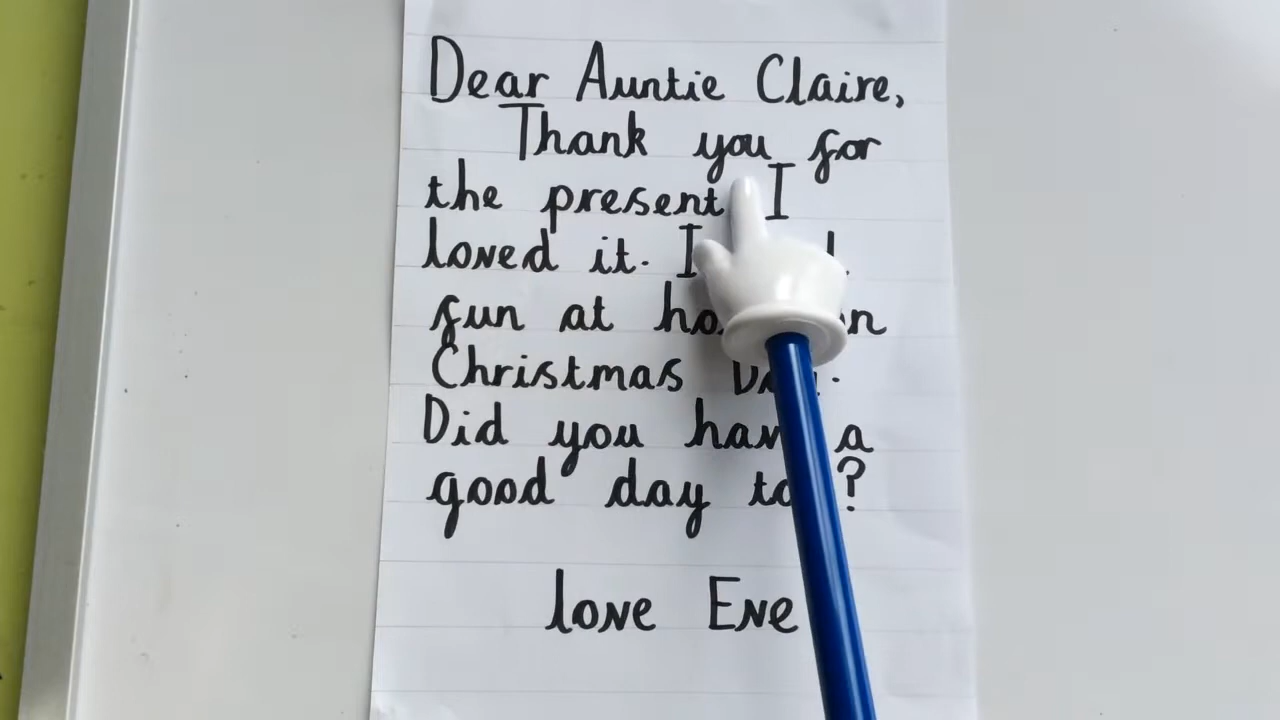 Dear Auntie Claire,
Thank you for
the present I
loved it. I
fun at
Christmas
Did you have a
good day ?
love Eve